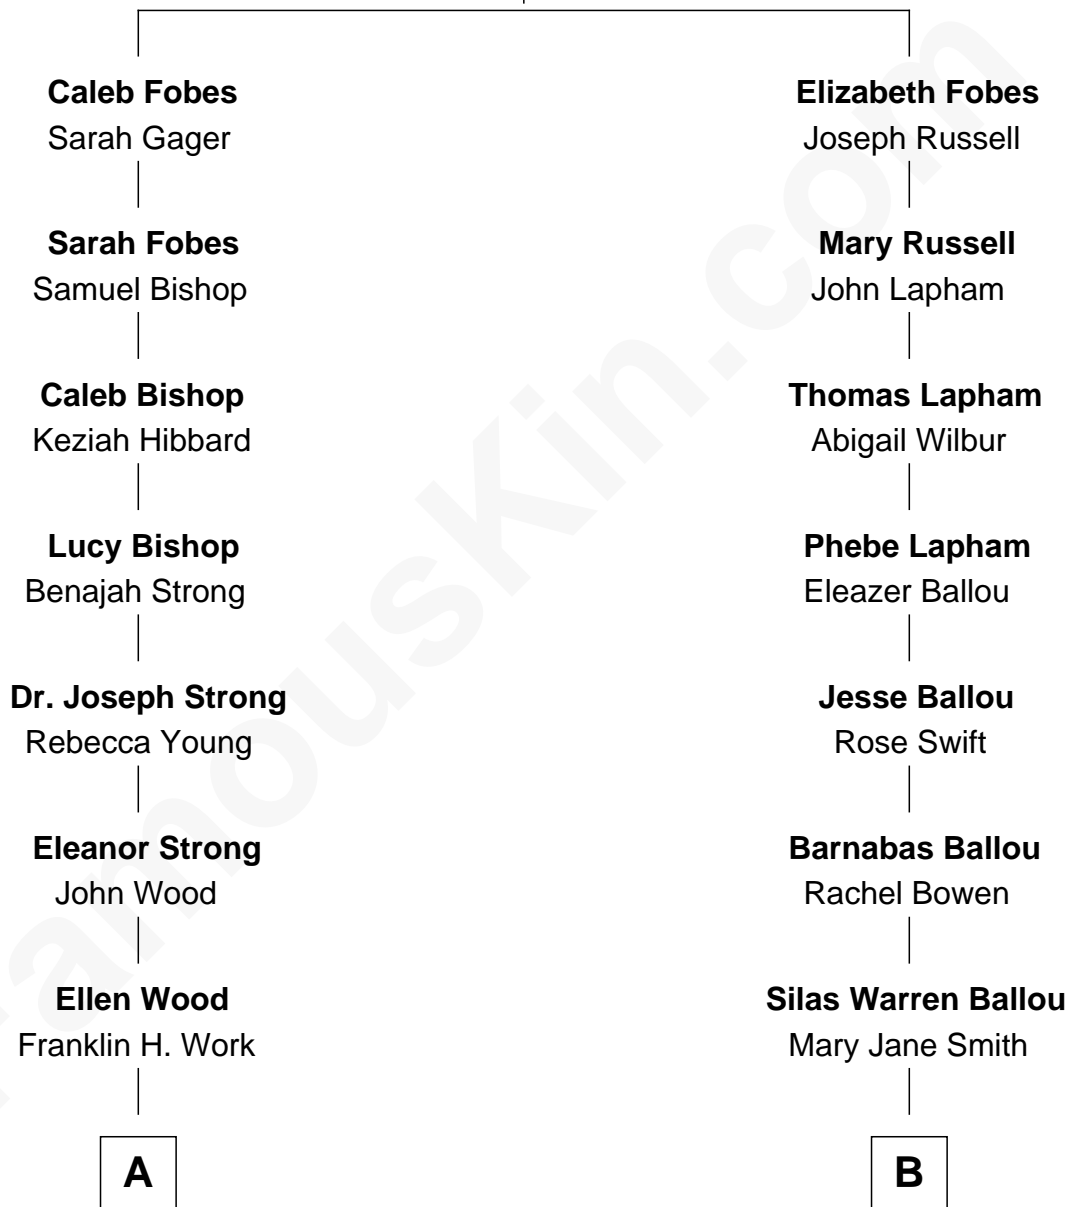 Caleb Fobes
Sarah Gager
Elizabeth Fobes
Joseph Russell
Sarah Fobes
Samuel Bishop
Mary Russell
John Lapham
Caleb Bishop
Keziah Hibbard
Thomas Lapham
Abigail Wilbur
Lucy Bishop
Benajah Strong
Phebe Lapham
Eleazer Ballou
Dr. Joseph Strong
Rebecca Young
Jesse Ballou
Rose Swift
Eleanor Strong
John Wood
Barnabas Ballou
Rachel Bowen
Ellen Wood
Franklin H. Work
Silas Warren Ballou
Mary Jane Smith
A
B
FamousKin.com